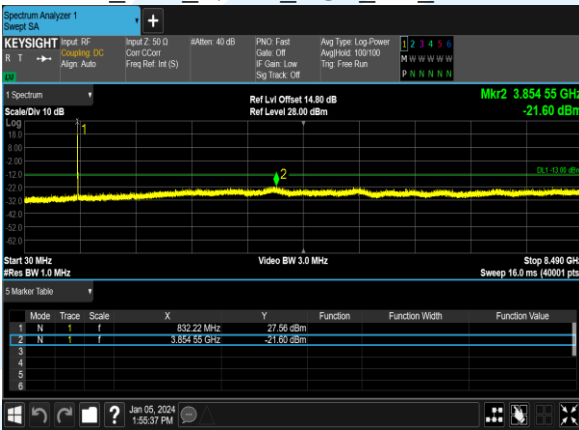 Spectrum Analyzer 1
Swept SA
+
KEYSIGHT Input: RF Input Z: 50 Ω #Atten: 40 dB PNO: Fast Avg Type: Log-Power 1 2 3 4 5 6
R T Coupling: DC Corr CCorr Gate: Off Avg|Hold: 100/100 M W W W W W
Align: Auto Freq Ref: Int (S) IF Gain: Low Trig: Free Run P N N N N N
Sig Track: Off
LW
1 Spectrum
Scale/Div 10 dB
Ref Lvl Offset 14.80 dB
Ref Level 28.00 dBm
Mkr2 3.854 55 GHz
-21.60 dBm
Log
18.0
8.00
-2.00
-12.0
-22.0
-32.0
-42.0
-52.0
-62.0
1
2
DL1 -13.00 dBm
Start 30 MHz Video BW 3.0 MHz Stop 8.490 GHz
#Res BW 1.0 MHz Sweep 16.0 ms (40001 pts
5 Marker Table
Mode Trace Scale X Y Function Function Width Function Value
1 N 1 f 832.22 MHz 27.56 dBm
2 N 1 f 3.854 55 GHz -21.60 dBm
3
4
5
6
?
Jan 05, 2024
1:55:37 PM